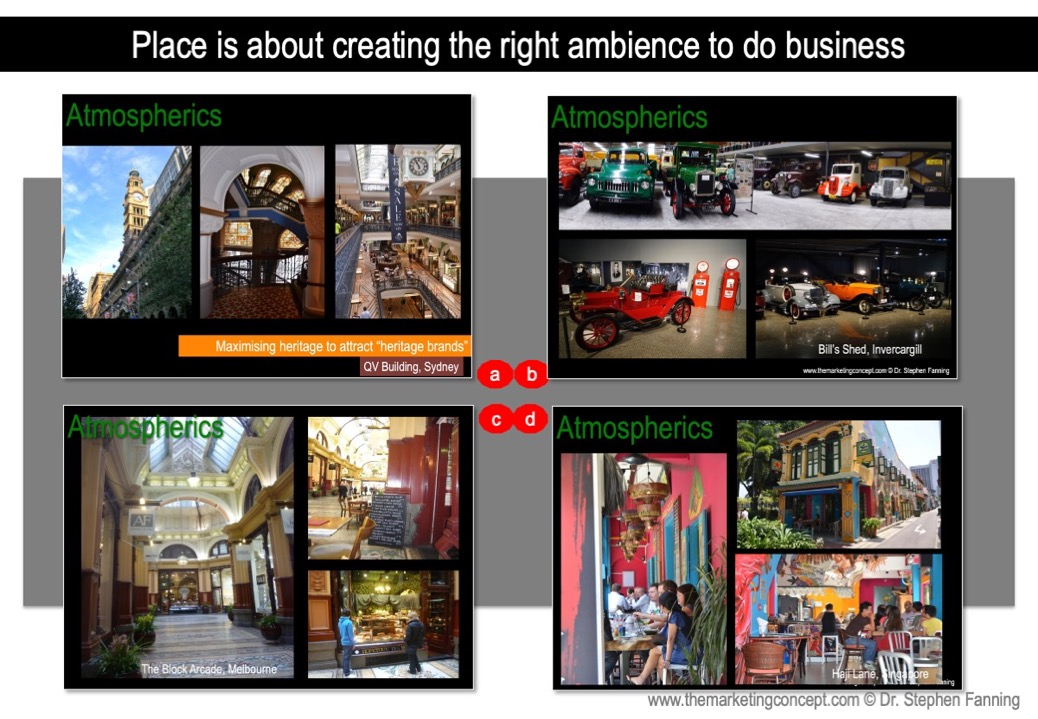 Place is about creating the right ambience to do business
Atmospherics
SALE
Maximising heritage to attract “heritage brands”
QV Building, Sydney
Atmospherics
Bill's Shed, Invercargill
www.themarketingconcept.com © Dr. Stephen Fanning
a b
c d
Atmospherics
AF
The Block Arcade, Melbourne
Atmospherics
Haji Lane, Singapore
www.themarketingconcept.com © Dr. Stephen Fanning